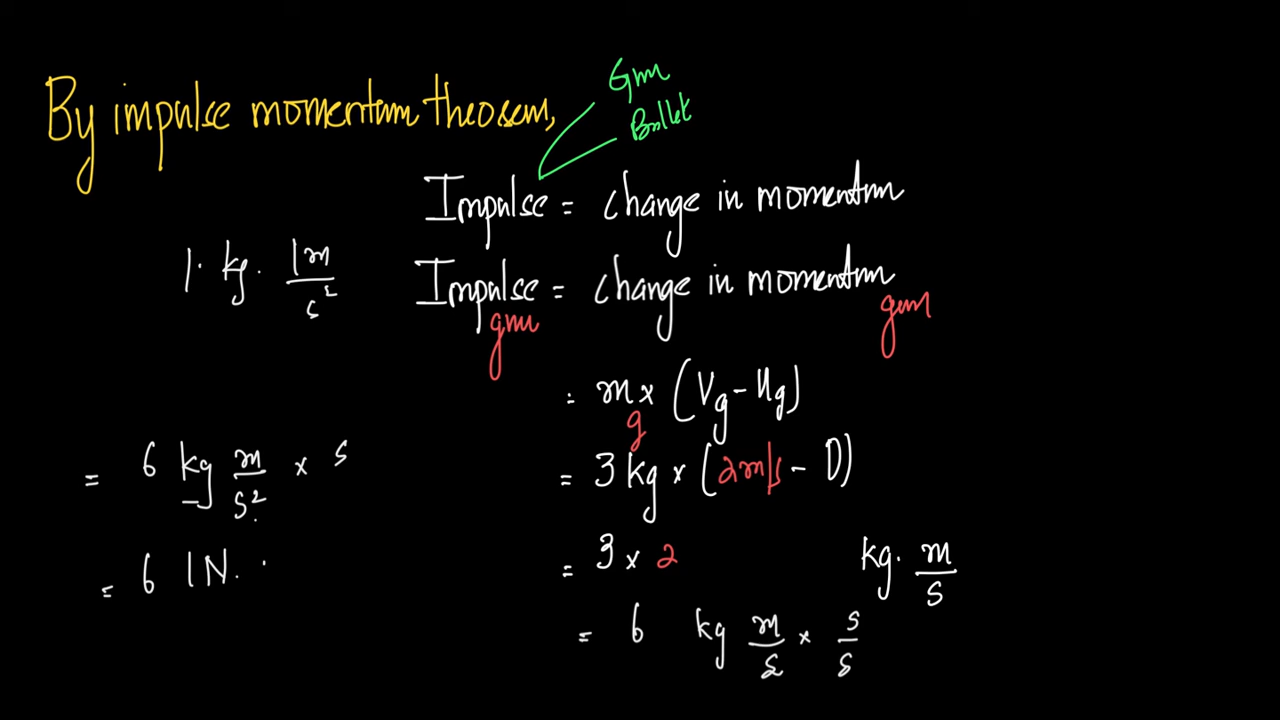 By impulse momentum theorem,
Gun
Bullet
Impulse = change in momentum
1. kg. 1m/s²
Impulse gun = change in momentum gun
= m g × (Vg - Ug)
= 6 kg m/s² × s
= 3 kg × (2m/s - 0)
= 3 × 2 kg. m/s
= 6 1N.
= 6 kg m/s × s/s